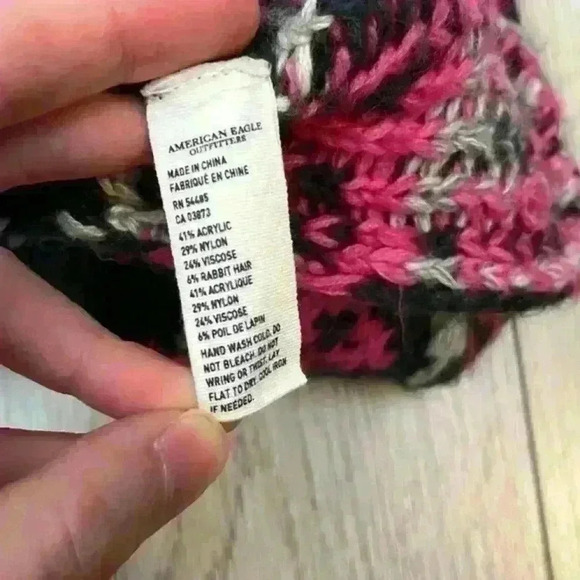 AMERICAN EAGLE
OUTFITTERS
MADE IN CHINA
FABRIQUÉ EN CHINE
RN 54485
CA 03873
41% ACRYLIC
29% NYLON
24% VISCOSE
6% RABBIT HAIR
41% ACRYLIQUE
29% NYLON
24% VISCOSE
6% POIL DE LAPIN
HAND WASH COLD. DO
NOT BLEACH. DO NOT
WRING OR TWIST. LAY
FLAT TO DRY. COOL IRON
IF NEEDED.